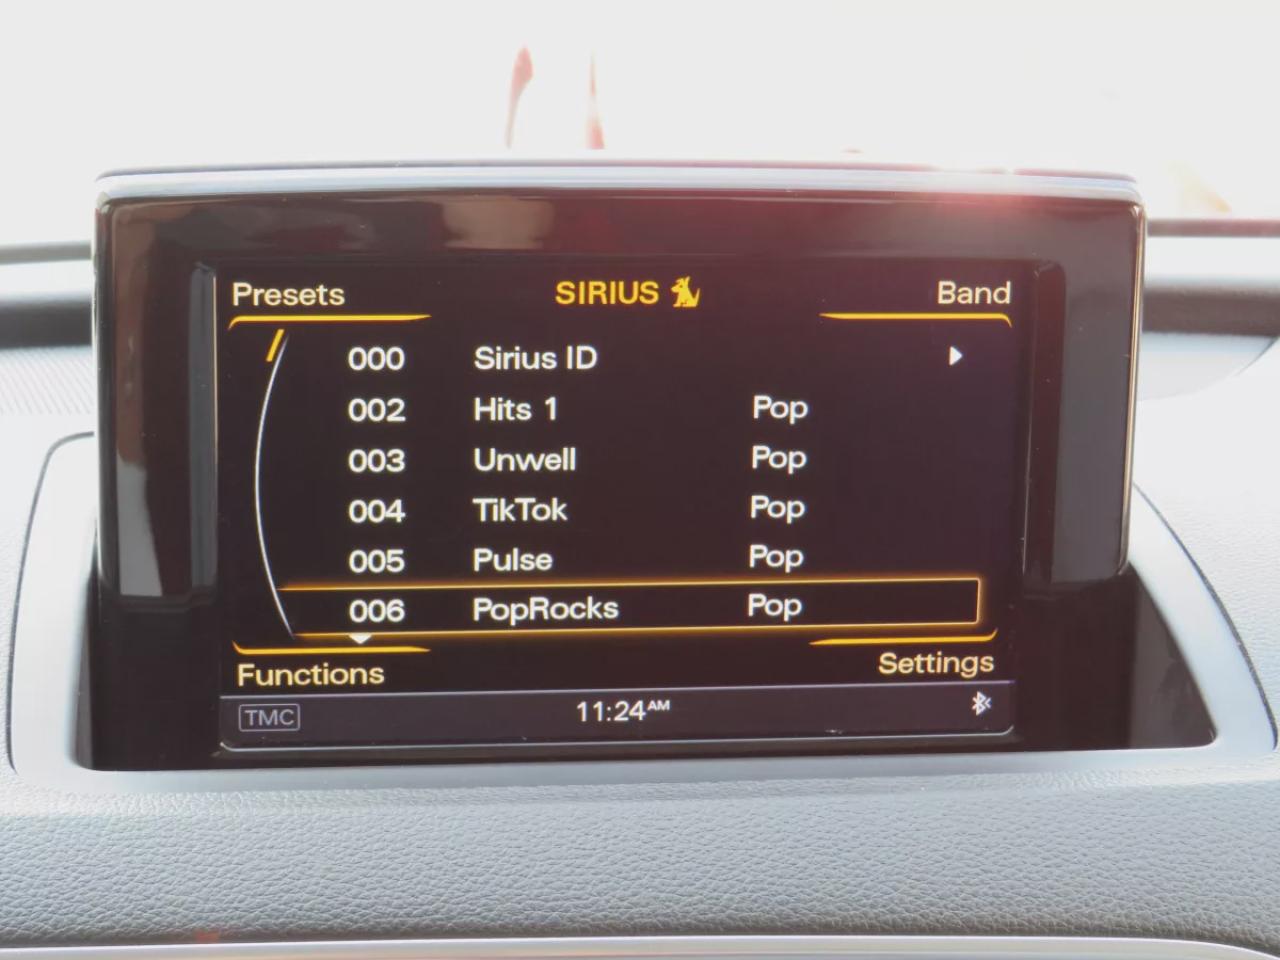 Presets SIRIUS Band
000 Sirius ID
002 Hits 1 Pop
003 Unwell Pop
004 TikTok Pop
005 Pulse Pop
006 PopRocks Pop
Functions Settings
TMC 11:24AM